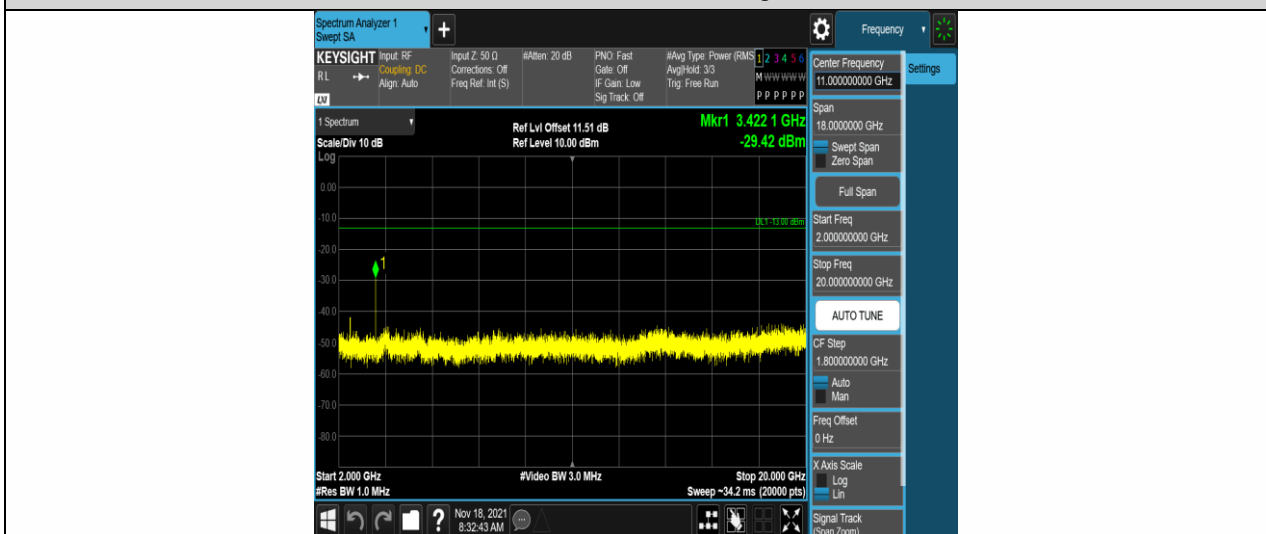 Spectrum Analyzer 1
Swept SA
+
Frequency
KEYSIGHT
RL
LXI
Input: RF
Coupling: DC
Align: Auto
Input Z: 50 Ω
Corrections: Off
Freq Ref: Int (S)
#Atten: 20 dB
PNO: Fast
Gate: Off
IF Gain: Low
Sig Track: Off
#Avg Type: Power (RMS
Avg|Hold: 3/3
Trig: Free Run
1 2 3 4 5 6
M W W W W W
P P P P P P
1 Spectrum
Scale/Div 10 dB
Log
Ref Lvl Offset 11.51 dB
Ref Level 10.00 dBm
Mkr1 3.422 1 GHz
-29.42 dBm
0.00
-10.0
DL1 -13.00 dBm
-20.0
1
-30.0
-40.0
-50.0
-60.0
-70.0
-80.0
Start 2.000 GHz
#Video BW 3.0 MHz
Stop 20.000 GHz
#Res BW 1.0 MHz
Sweep ~34.2 ms (20000 pts)
?
Nov 18, 2021
8:32:43 AM
Center Frequency
11.00000000 GHz
Settings
Span
18.0000000 GHz
Swept Span
Zero Span
Full Span
Start Freq
2.000000000 GHz
Stop Freq
20.00000000 GHz
AUTO TUNE
CF Step
1.800000000 GHz
Auto
Man
Freq Offset
0 Hz
X Axis Scale
Log
Lin
Signal Track
(Span Zoom)